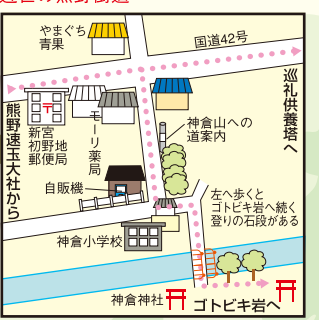 やまぐち
青果
国道42号
巡礼供養塔へ
熊野速玉大社から
新宮
初野地
郵便局
モーリ薬局
神倉山への
道案内
自販機
左へ歩くと
ゴトビキ岩へ続く
登りの石段がある
神倉小学校
神倉神社
ゴトビキ岩へ